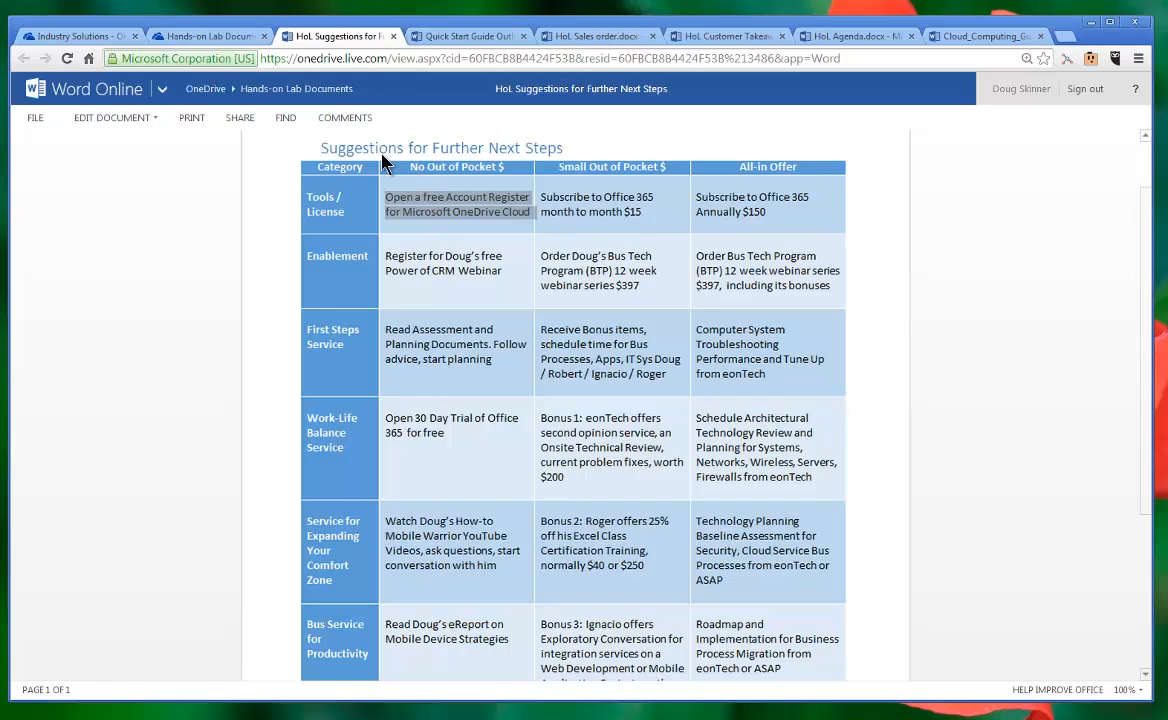 Industry Solutions - On
Hands-on Lab Docum
HoL Suggestions for F
Quick Start Guide Outl
HoL Sales order.docx -
HoL Customer Takeaw
HoL Agenda.docx - Mi
Cloud_Computing_Gu
Microsoft Corporation [US]
https://onedrive.live.com/view.aspx?cid=60FBCB8B4424F53B&resid=60FBCB8B4424F53B%213486&app=Word
Word Online
OneDrive
Hands-on Lab Documents
HoL Suggestions for Further Next Steps
Doug Skinner
Sign out
?
FILE
EDIT DOCUMENT
PRINT
SHARE
FIND
COMMENTS
Suggestions for Further Next Steps
Category
No Out of Pocket $
Small Out of Pocket $
All-in Offer
Tools /
License
Open a free Account Register
for Microsoft OneDrive Cloud
Subscribe to Office 365
month to month $15
Subscribe to Office 365
Annually $150
Enablement
Register for Doug's free
Power of CRM Webinar
Order Doug's Bus Tech
Program (BTP) 12 week
webinar series $397
Order Bus Tech Program
(BTP) 12 week webinar series
$397, including its bonuses
First Steps
Service
Read Assessment and
Planning Documents. Follow
advice, start planning
Receive Bonus items,
schedule time for Bus
Processes, Apps, IT Sys Doug
/ Robert / Ignacio / Roger
Computer System
Troubleshooting
Performance and Tune Up
from eonTech
Work-Life
Balance
Service
Open 30 Day Trial of Office
365 for free
Bonus 1: eonTech offers
second opinion service, an
Onsite Technical Review,
current problem fixes, worth
$200
Schedule Architectural
Technology Review and
Planning for Systems,
Networks, Wireless, Servers,
Firewalls from eonTech
Service for
Expanding
Your
Comfort
Zone
Watch Doug's How-to
Mobile Warrior YouTube
Videos, ask questions, start
conversation with him
Bonus 2: Roger offers 25%
off his Excel Class
Certification Training,
normally $40 or $250
Technology Planning
Baseline Assessment for
Security, Cloud Service Bus
Processes from eonTech or
ASAP
Bus Service
for
Productivity
Read Doug's eReport on
Mobile Device Strategies
Bonus 3: Ignacio offers
Exploratory Conversation for
integration services on a
Web Development or Mobile
Roadmap and
Implementation for Business
Process Migration from
eonTech or ASAP
PAGE 1 OF 1
HELP IMPROVE OFFICE
100%